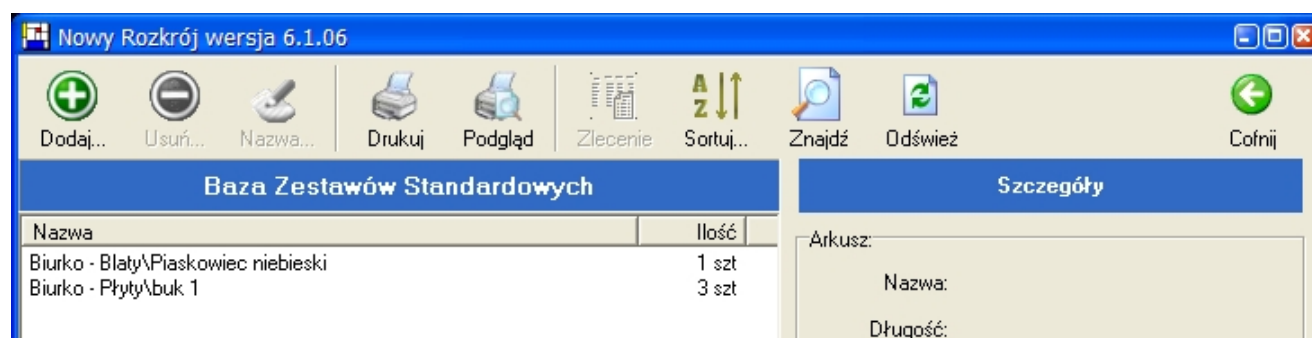 Nowy Rozkrój wersja 6.1.06
Dodaj... Usuń... Nazwa... Drukuj Podgląd Zlecenie Sortuj... Znajdź Odśwież Cofnij
Baza Zestawów Standardowych
Nazwa Ilość
Biurko - Blaty\Piaskowiec niebieski 1 szt
Biurko - Płyty\buk 1 3 szt
Szczegóły
Arkusz:
Nazwa:
Długość: